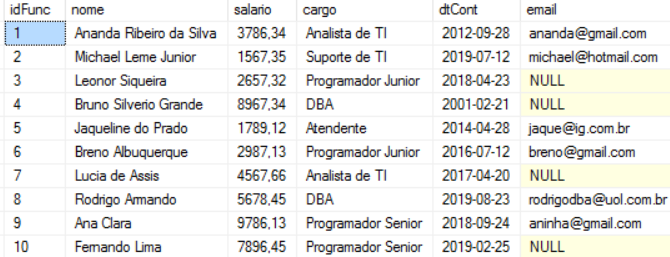 idFunc nome salario cargo dtCont email
1 Ananda Ribeiro da Silva 3786,34 Analista de TI 2012-09-28 ananda@gmail.com
2 Michael Leme Junior 1567,35 Suporte de TI 2019-07-12 michael@hotmail.com
3 Leonor Siqueira 2657,32 Programador Junior 2018-04-23 NULL
4 Bruno Silverio Grande 8967,34 DBA 2001-02-21 NULL
5 Jaqueline do Prado 1789,12 Atendente 2014-04-28 jaque@ig.com.br
6 Breno Albuquerque 2987,13 Programador Junior 2016-07-12 breno@gmail.com
7 Lucia de Assis 4567,66 Analista de TI 2017-04-20 NULL
8 Rodrigo Armando 5678,45 DBA 2019-08-23 rodrigodba@uol.com.br
9 Ana Clara 9786,13 Programador Senior 2018-09-24 aninha@gmail.com
10 Fernando Lima 7896,45 Programador Senior 2019-02-25 NULL